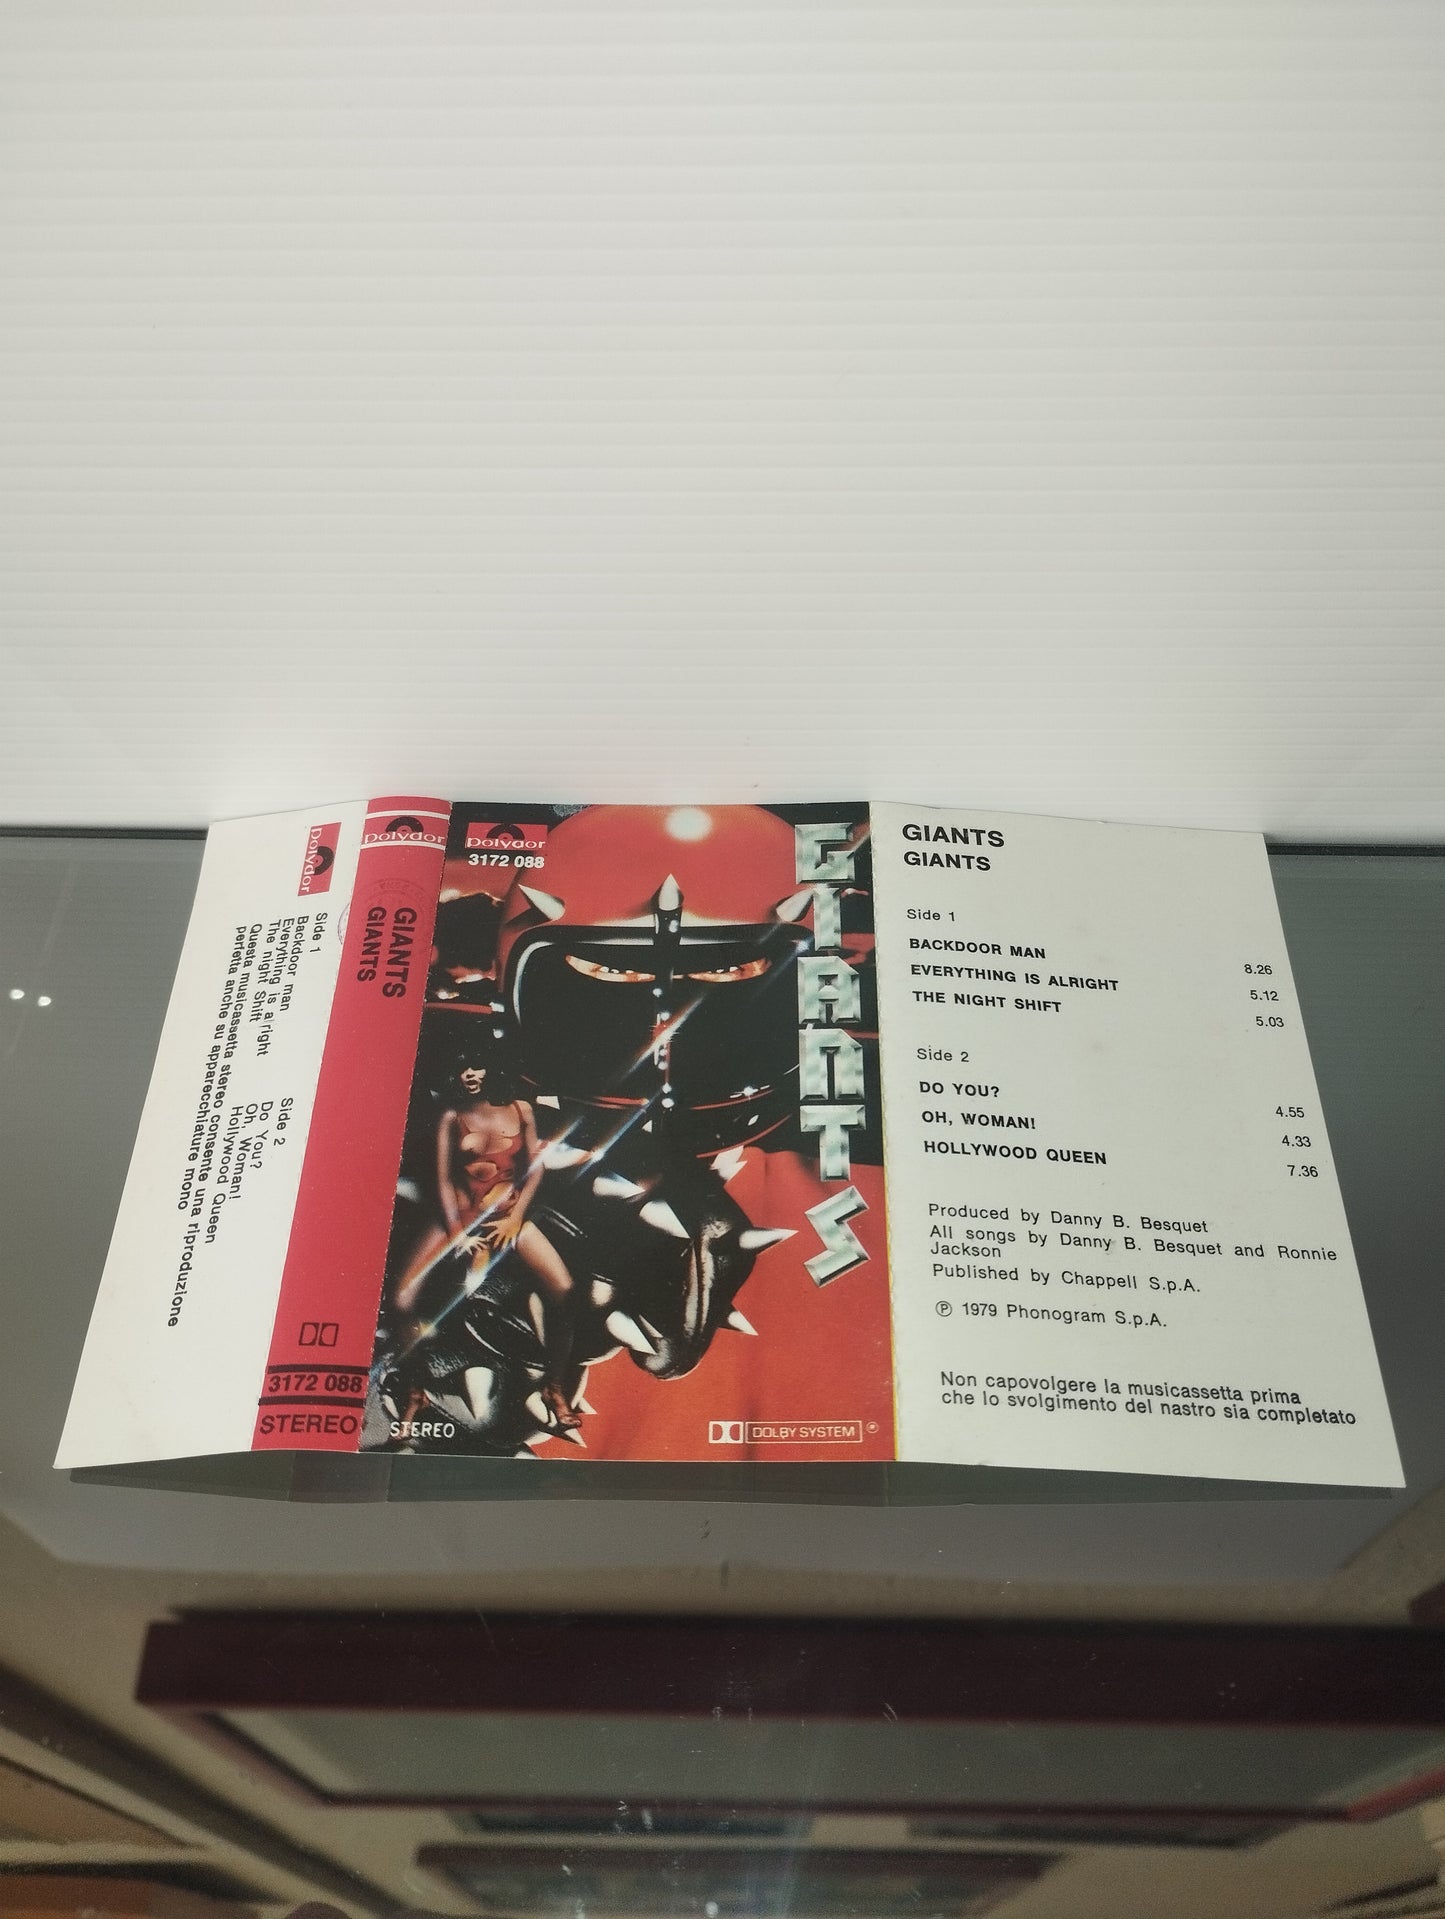 polydor
Side 1
Backdoor man
Everything is alright
The night Shift
Side 2
Do You?
Oh, Woman!
Hollywood Queen
Questa musicassetta stereo consente una riproduzione
perfetta anche su apparecchiature mono
polydor
GIANTS
GIANTS
3172 088
STEREO
polydor
3172 088
GIANTS
STEREO
DOLBY SYSTEM
GIANTS
GIANTS
Side 1
BACKDOOR MAN 8.26
EVERYTHING IS ALRIGHT 5.12
THE NIGHT SHIFT 5.03
Side 2
DO YOU? 4.55
OH, WOMAN! 4.33
HOLLYWOOD QUEEN 7.36
Produced by Danny B. Besquet
All songs by Danny B. Besquet and Ronnie
Jackson
Published by Chappell S.p.A.
℗ 1979 Phonogram S.p.A.
Non capovolgere la musicassetta prima
che lo svolgimento del nastro sia completato